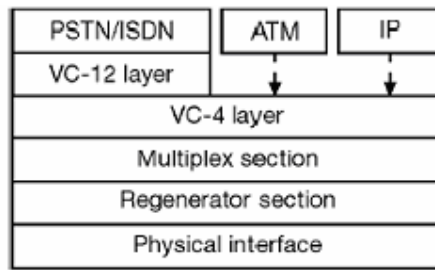 PSTN/ISDN
ATM
IP
VC-12 layer
VC-4 layer
Multiplex section
Regenerator section
Physical interface